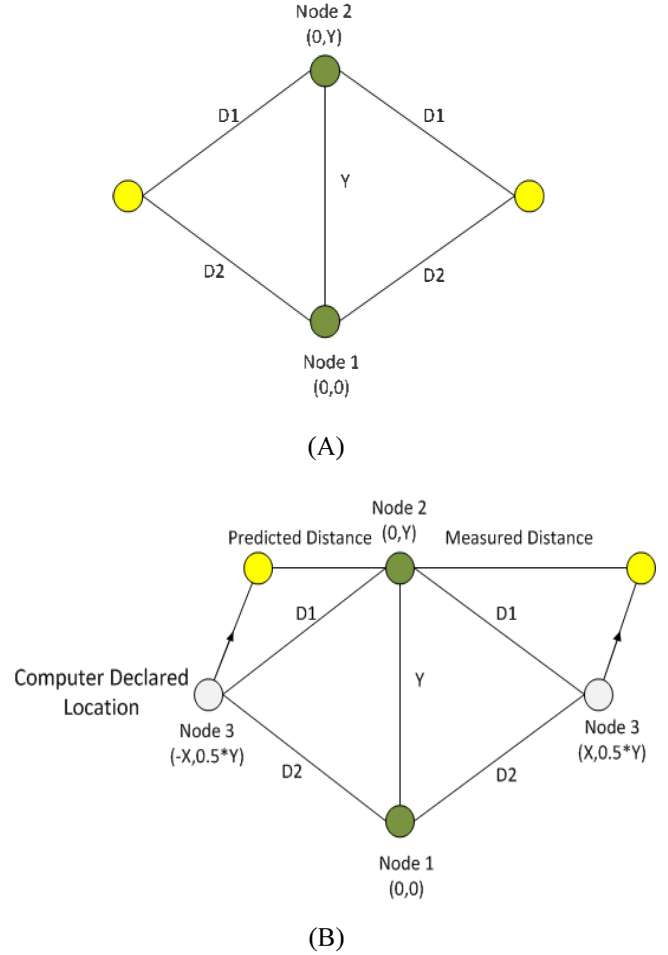 Node 2
(0,Y)
D1
D1
Y
D2
D2
Node 1
(0,0)
(A)
Node 2
(0,Y)
Predicted Distance
Measured Distance
D1
D1
Computer Declared
Location
Y
Node 3
(-X,0.5*Y)
Node 3
(X,0.5*Y)
D2
D2
Node 1
(0,0)
(B)